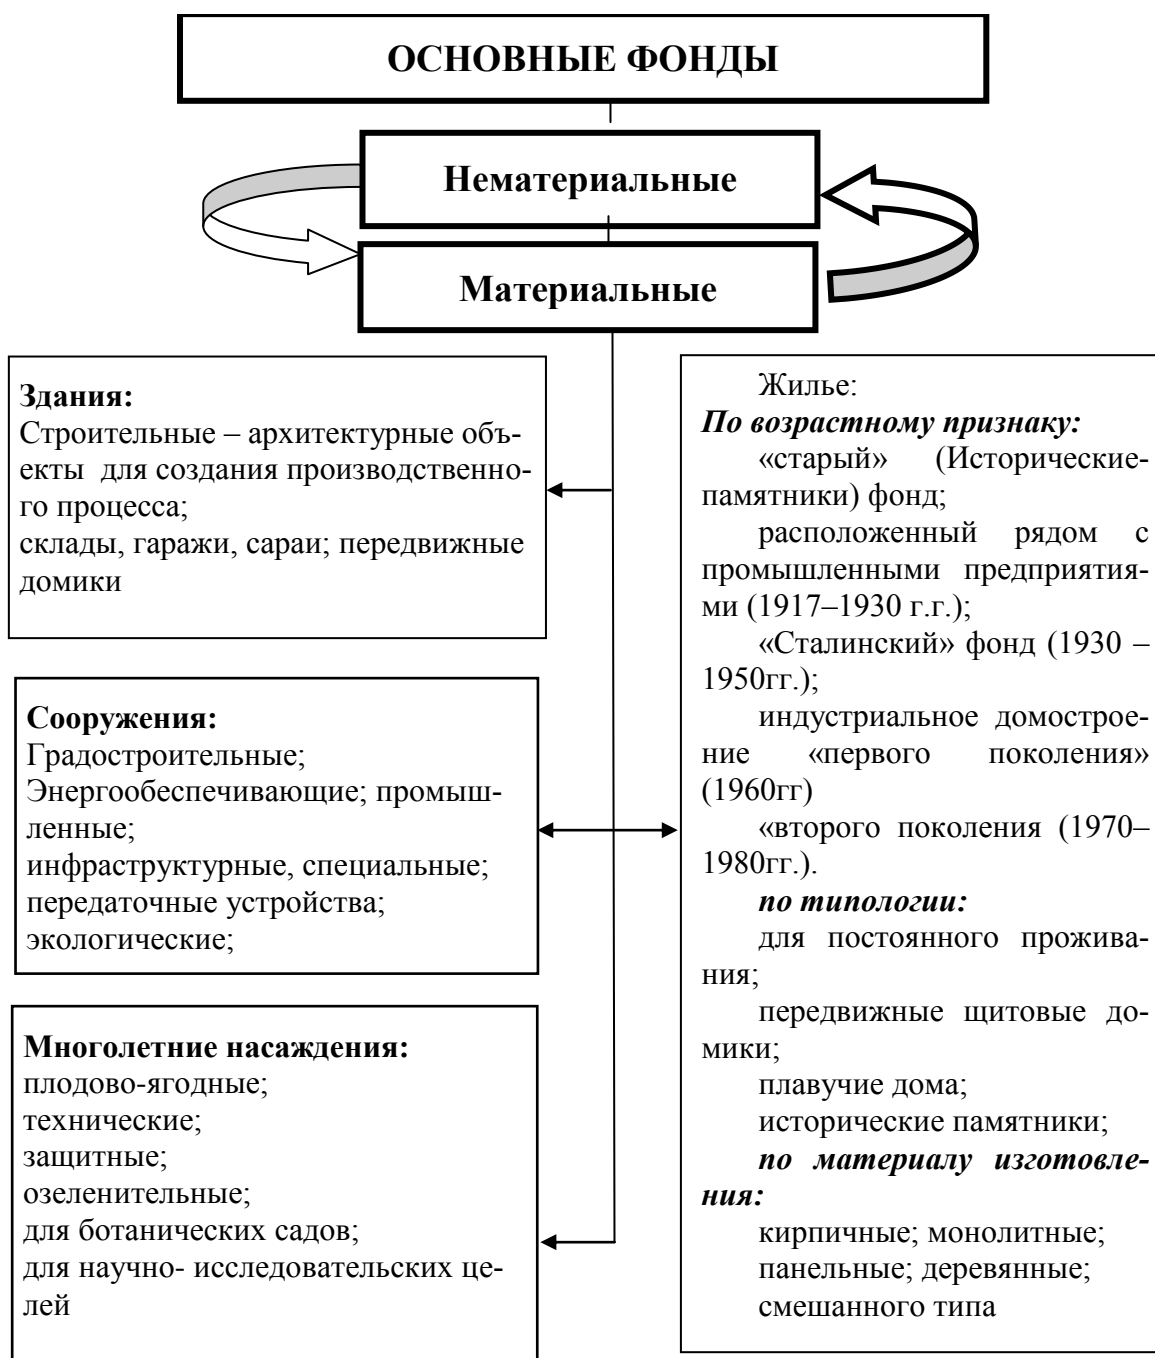 ОСНОВНЫЕ ФОНДЫ
Нематериальные
Материальные
Здания:
Строительные – архитектурные объ-
екты для создания производственно-
го процесса;
склады, гаражи, сараи; передвижные
домики
Сооружения:
Градостроительные;
Энергообеспечивающие; промыш-
ленные;
инфраструктурные, специальные;
передаточные устройства;
экологические;
Многолетние насаждения:
плодово-ягодные;
технические;
защитные;
озеленительные;
для ботанических садов;
для научно- исследовательских це-
лей
Жилье:
По возрастному признаку:
«старый» (Исторические-
памятники) фонд;
расположенный рядом с
промышленными предприятия-
ми (1917–1930 г.г.);
«Сталинский» фонд (1930 –
1950гг.);
индустриальное домострое-
ние «первого поколения»
(1960гг)
«второго поколения (1970–
1980гг.).
по типологии:
для постоянного прожива-
ния;
передвижные щитовые до-
мики;
плавучие дома;
исторические памятники;
по материалу изготовле-
ния:
кирпичные; монолитные;
панельные; деревянные;
смешанного типа